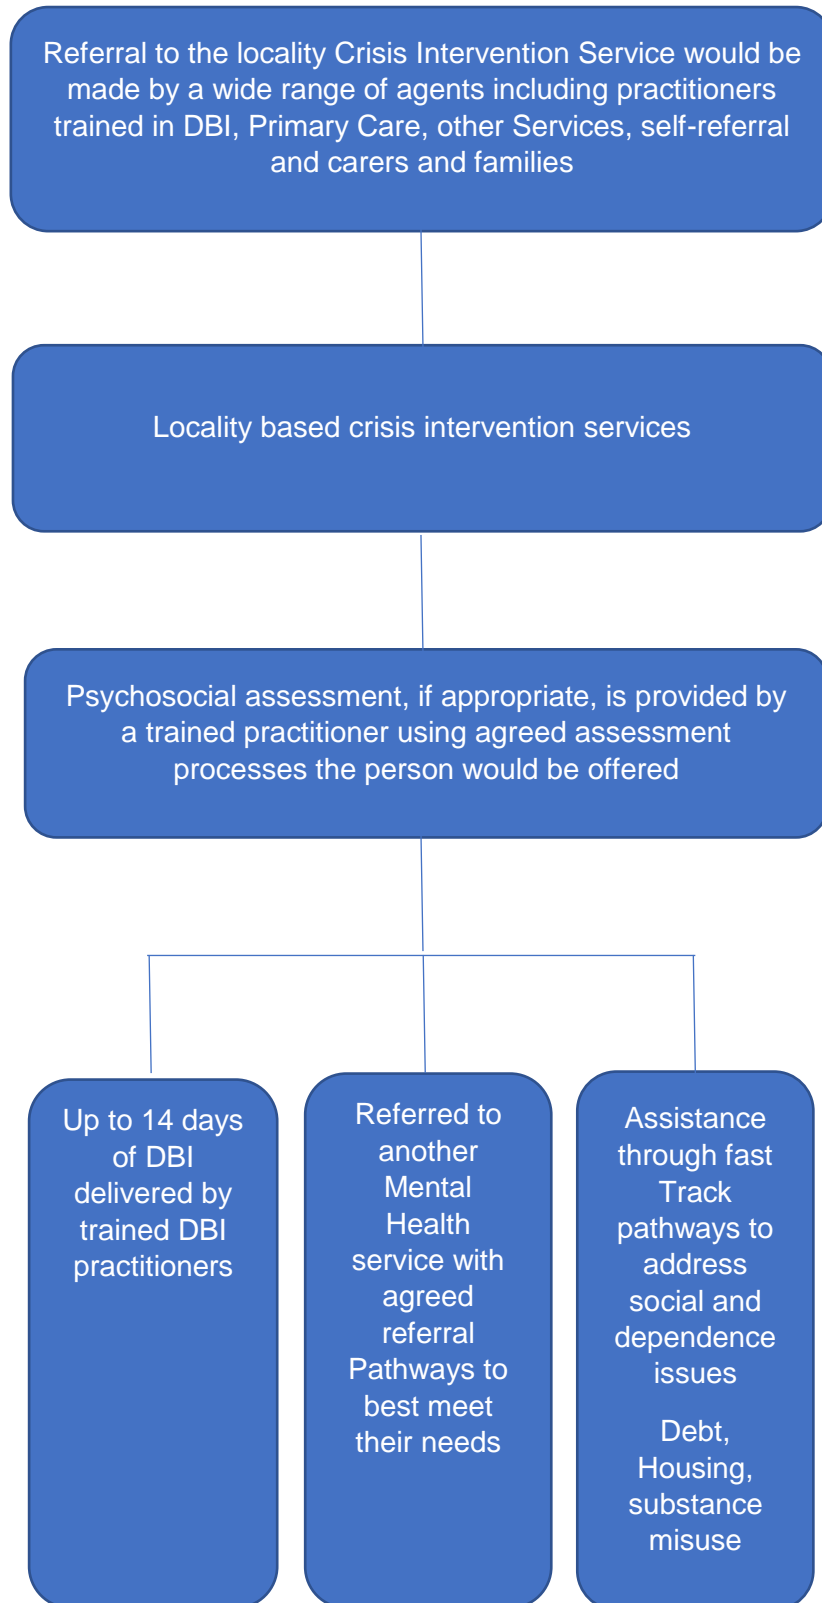 Referral to the locality Crisis Intervention Service would be
made by a wide range of agents including practitioners
trained in DBI, Primary Care, other Services, self-referral
and carers and families
Locality based crisis intervention services
Psychosocial assessment, if appropriate, is provided by
a trained practitioner using agreed assessment
processes the person would be offered
Up to 14 days
of DBI
delivered by
trained DBI
practitioners
Referred to
another
Mental
Health
service with
agreed
referral
Pathways to
best meet
their needs
Assistance
through fast
Track
pathways to
address
social and
dependence
issues
Debt,
Housing,
substance
misuse